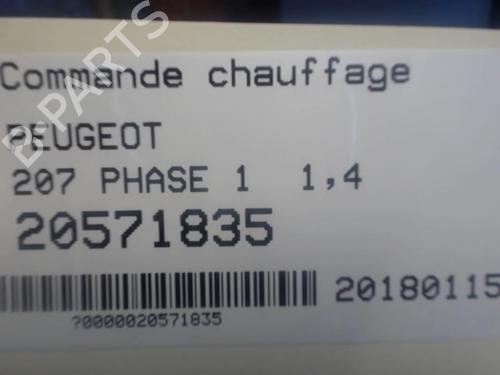 B-PARTS
Commande chauffage
PEUGEOT
207 PHASE 1 1,4
20571835
20180115
?0000020571835